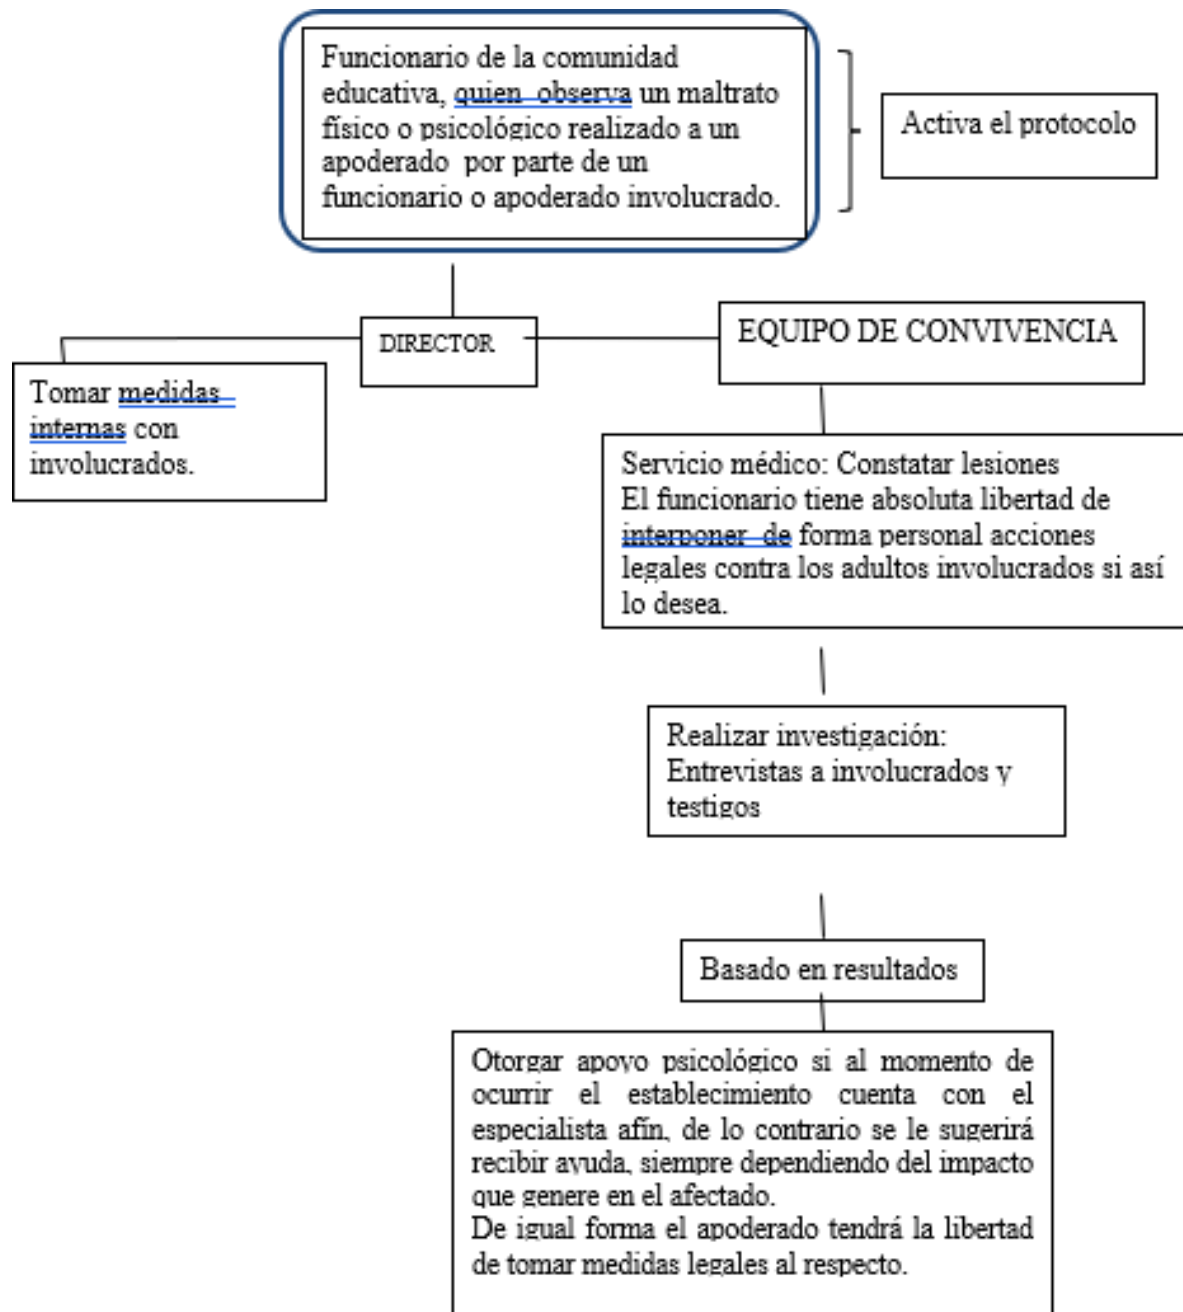 Funcionario de la comunidad
educativa, quien observa un maltrato
físico o psicológico realizado a un
apoderado por parte de un
funcionario o apoderado involucrado.
Activa el protocolo
DIRECTOR
EQUIPO DE CONVIVENCIA
Tomar medidas
internas con
involucrados.
Servicio médico: Constatar lesiones
El funcionario tiene absoluta libertad de
interponer de forma personal acciones
legales contra los adultos involucrados si así
lo desea.
Realizar investigación:
Entrevistas a involucrados y
testigos
Basado en resultados
Otorgar apoyo psicológico si al momento de
ocurrir el establecimiento cuenta con el
especialista afín, de lo contrario se le sugerirá
recibir ayuda, siempre dependiendo del impacto
que genere en el afectado.
De igual forma el apoderado tendrá la libertad
de tomar medidas legales al respecto.